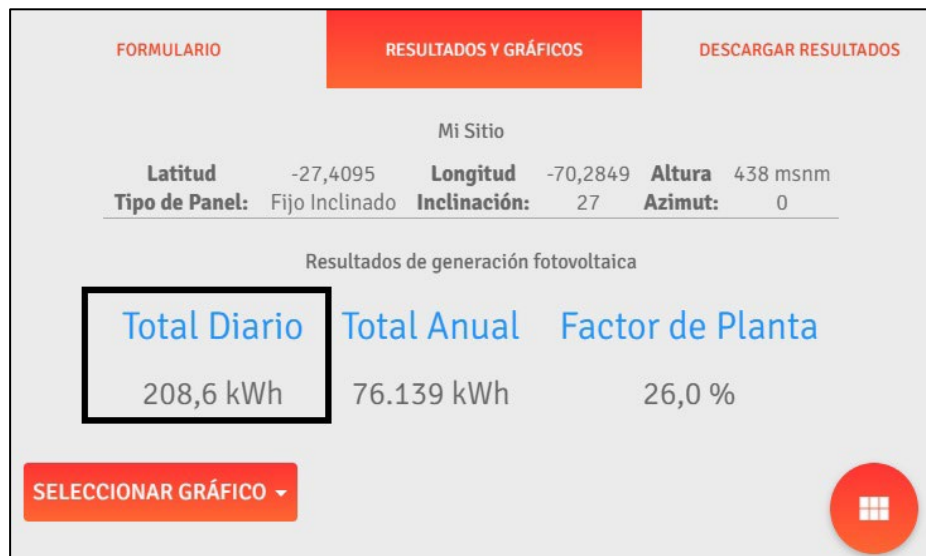 FORMULARIO RESULTADOS Y GRÁFICOS DESCARGAR RESULTADOS
Mi Sitio
Latitud -27,4095 Longitud -70,2849 Altura 438 msnm
Tipo de Panel: Fijo Inclinado Inclinación: 27 Azimut: 0
Resultados de generación fotovoltaica
Total Diario Total Anual Factor de Planta
208,6 kWh 76.139 kWh 26,0 %
SELECCIONAR GRÁFICO